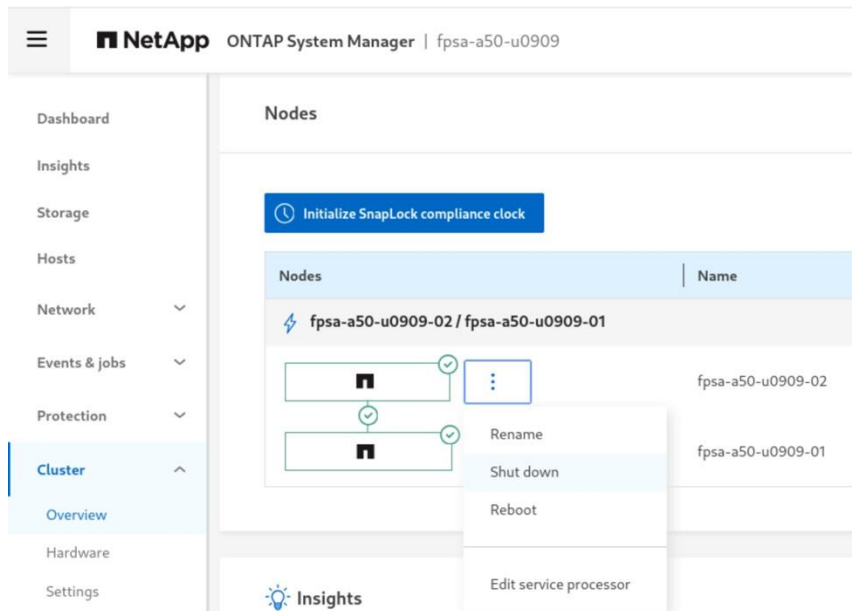 NetApp ONTAP System Manager | fpsa-a50-u0909
Dashboard
Insights
Storage
Hosts
Network
Events & jobs
Protection
Cluster
Overview
Hardware
Settings
Nodes
Initialize SnapLock compliance clock
Nodes Name
fpsa-a50-u0909-02 / fpsa-a50-u0909-01
fpsa-a50-u0909-02
fpsa-a50-u0909-01
Rename
Shut down
Reboot
Edit service processor
Insights